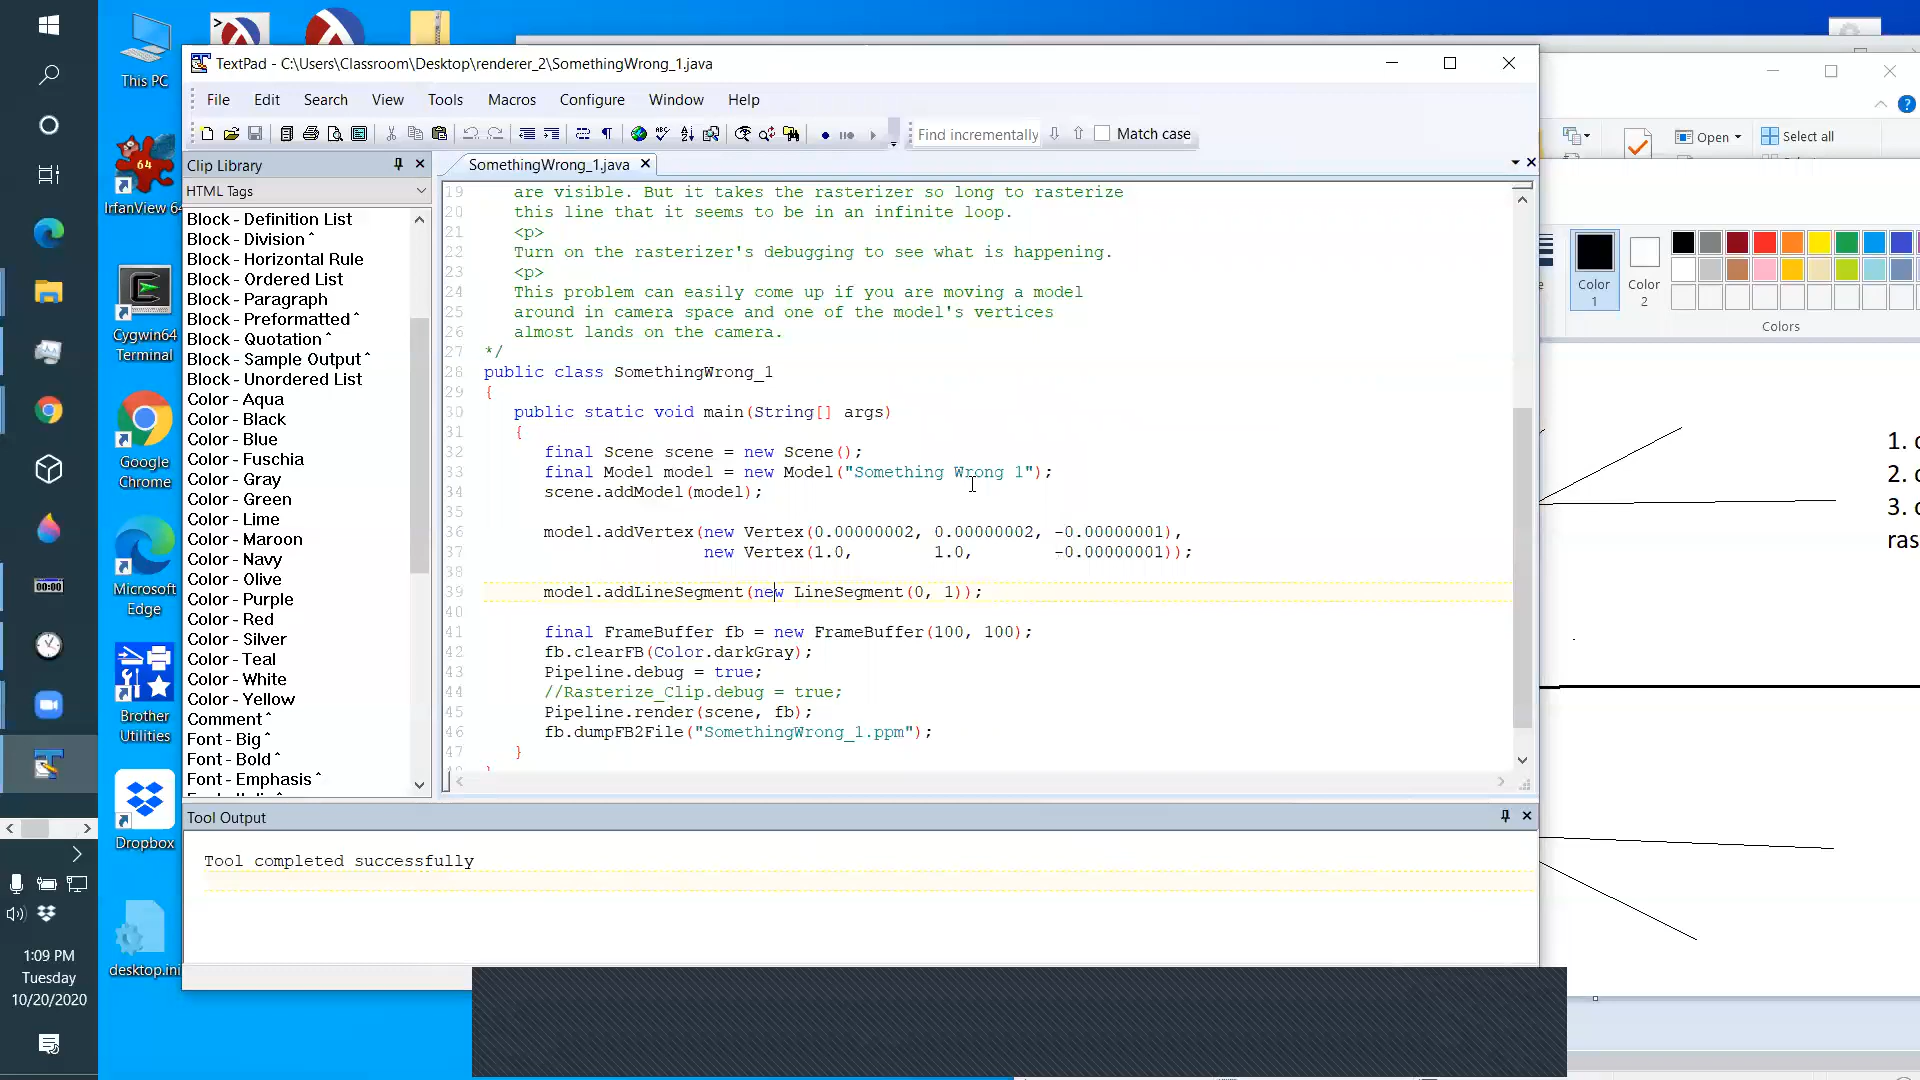 This PC
IrfanView 64
Cygwin64
Terminal
Google
Chrome
Microsoft
Edge
Brother
Utilities
Dropbox
desktop.ini
1:09 PM
Tuesday
10/20/2020
TextPad - C:\Users\Classroom\Desktop\renderer_2\SomethingWrong_1.java
File Edit Search View Tools Macros Configure Window Help
Find incrementally Match case
Clip Library
HTML Tags
Block - Definition List
Block - Division ^
Block - Horizontal Rule
Block - Ordered List
Block - Paragraph
Block - Preformatted ^
Block - Quotation ^
Block - Sample Output ^
Block - Unordered List
Color - Aqua
Color - Black
Color - Blue
Color - Fuschia
Color - Gray
Color - Green
Color - Lime
Color - Maroon
Color - Navy
Color - Olive
Color - Purple
Color - Red
Color - Silver
Color - Teal
Color - White
Color - Yellow
Comment ^
Font - Big ^
Font - Bold ^
Font - Emphasis ^
SomethingWrong_1.java
19 are visible. But it takes the rasterizer so long to rasterize
20 this line that it seems to be in an infinite loop.
21 <p>
22 Turn on the rasterizer's debugging to see what is happening.
23 <p>
24 This problem can easily come up if you are moving a model
25 around in camera space and one of the model's vertices
26 almost lands on the camera.
27 */
28 public class SomethingWrong_1
29 {
30 public static void main(String[] args)
31 {
32 final Scene scene = new Scene();
33 final Model model = new Model("Something Wrong 1");
34 scene.addModel(model);
35
36 model.addVertex(new Vertex(0.00000002, 0.00000002, -0.00000001),
37 new Vertex(1.0, 1.0, -0.00000001));
38
39 model.addLineSegment(new LineSegment(0, 1));
40
41 final FrameBuffer fb = new FrameBuffer(100, 100);
42 fb.clearFB(Color.darkGray);
43 Pipeline.debug = true;
44 //Rasterize_Clip.debug = true;
45 Pipeline.render(scene, fb);
46 fb.dumpFB2File("SomethingWrong_1.ppm");
47 }
Tool Output
Tool completed successfully
Open Select all
Color
1
Color
2
Colors
1.
2.
3.
ras